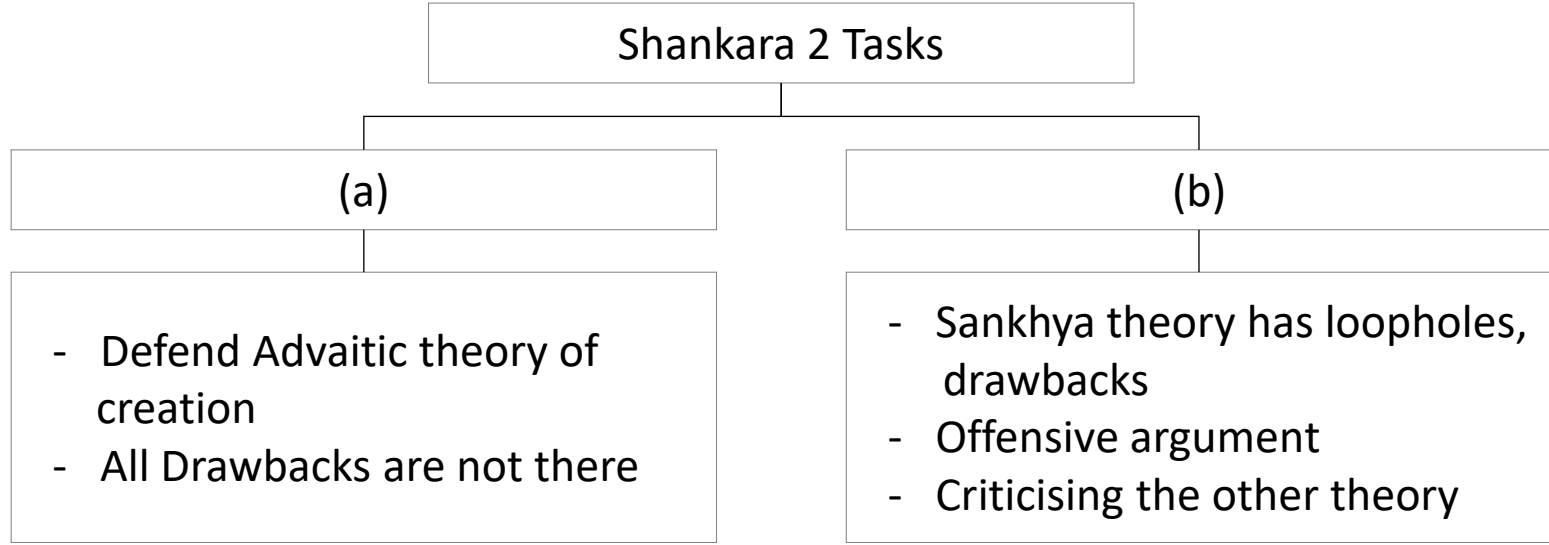 Shankara 2 Tasks
(a)
- Defend Advaitic theory of
creation
- All Drawbacks are not there
(b)
- Sankhya theory has loopholes,
drawbacks
- Offensive argument
- Criticising the other theory